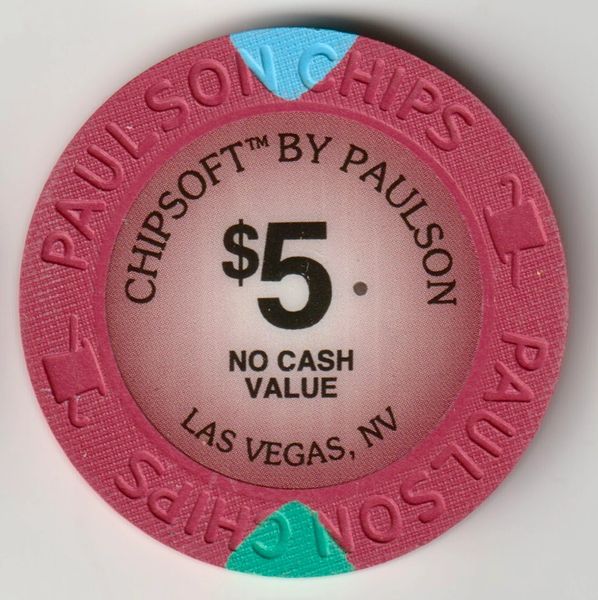 PAULSON CHIPS
CHIPSOFT™ BY PAULSON
$5
NO CASH
VALUE
LAS VEGAS, NV
PAULSON CHIPS